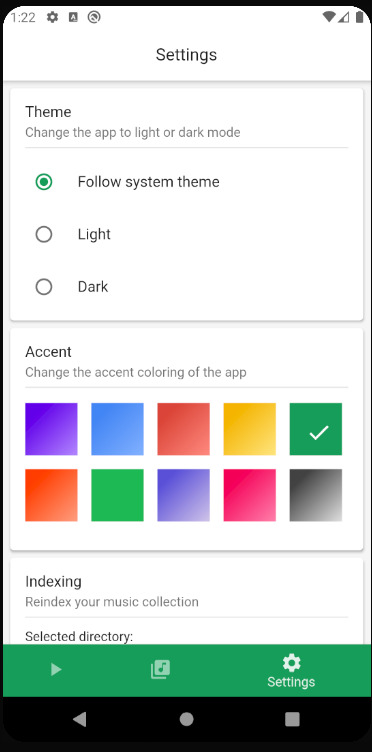 1:22
Settings
Theme
Change the app to light or dark mode
Follow system theme
Light
Dark
Accent
Change the accent coloring of the app
Indexing
Reindex your music collection
Selected directory:
Settings